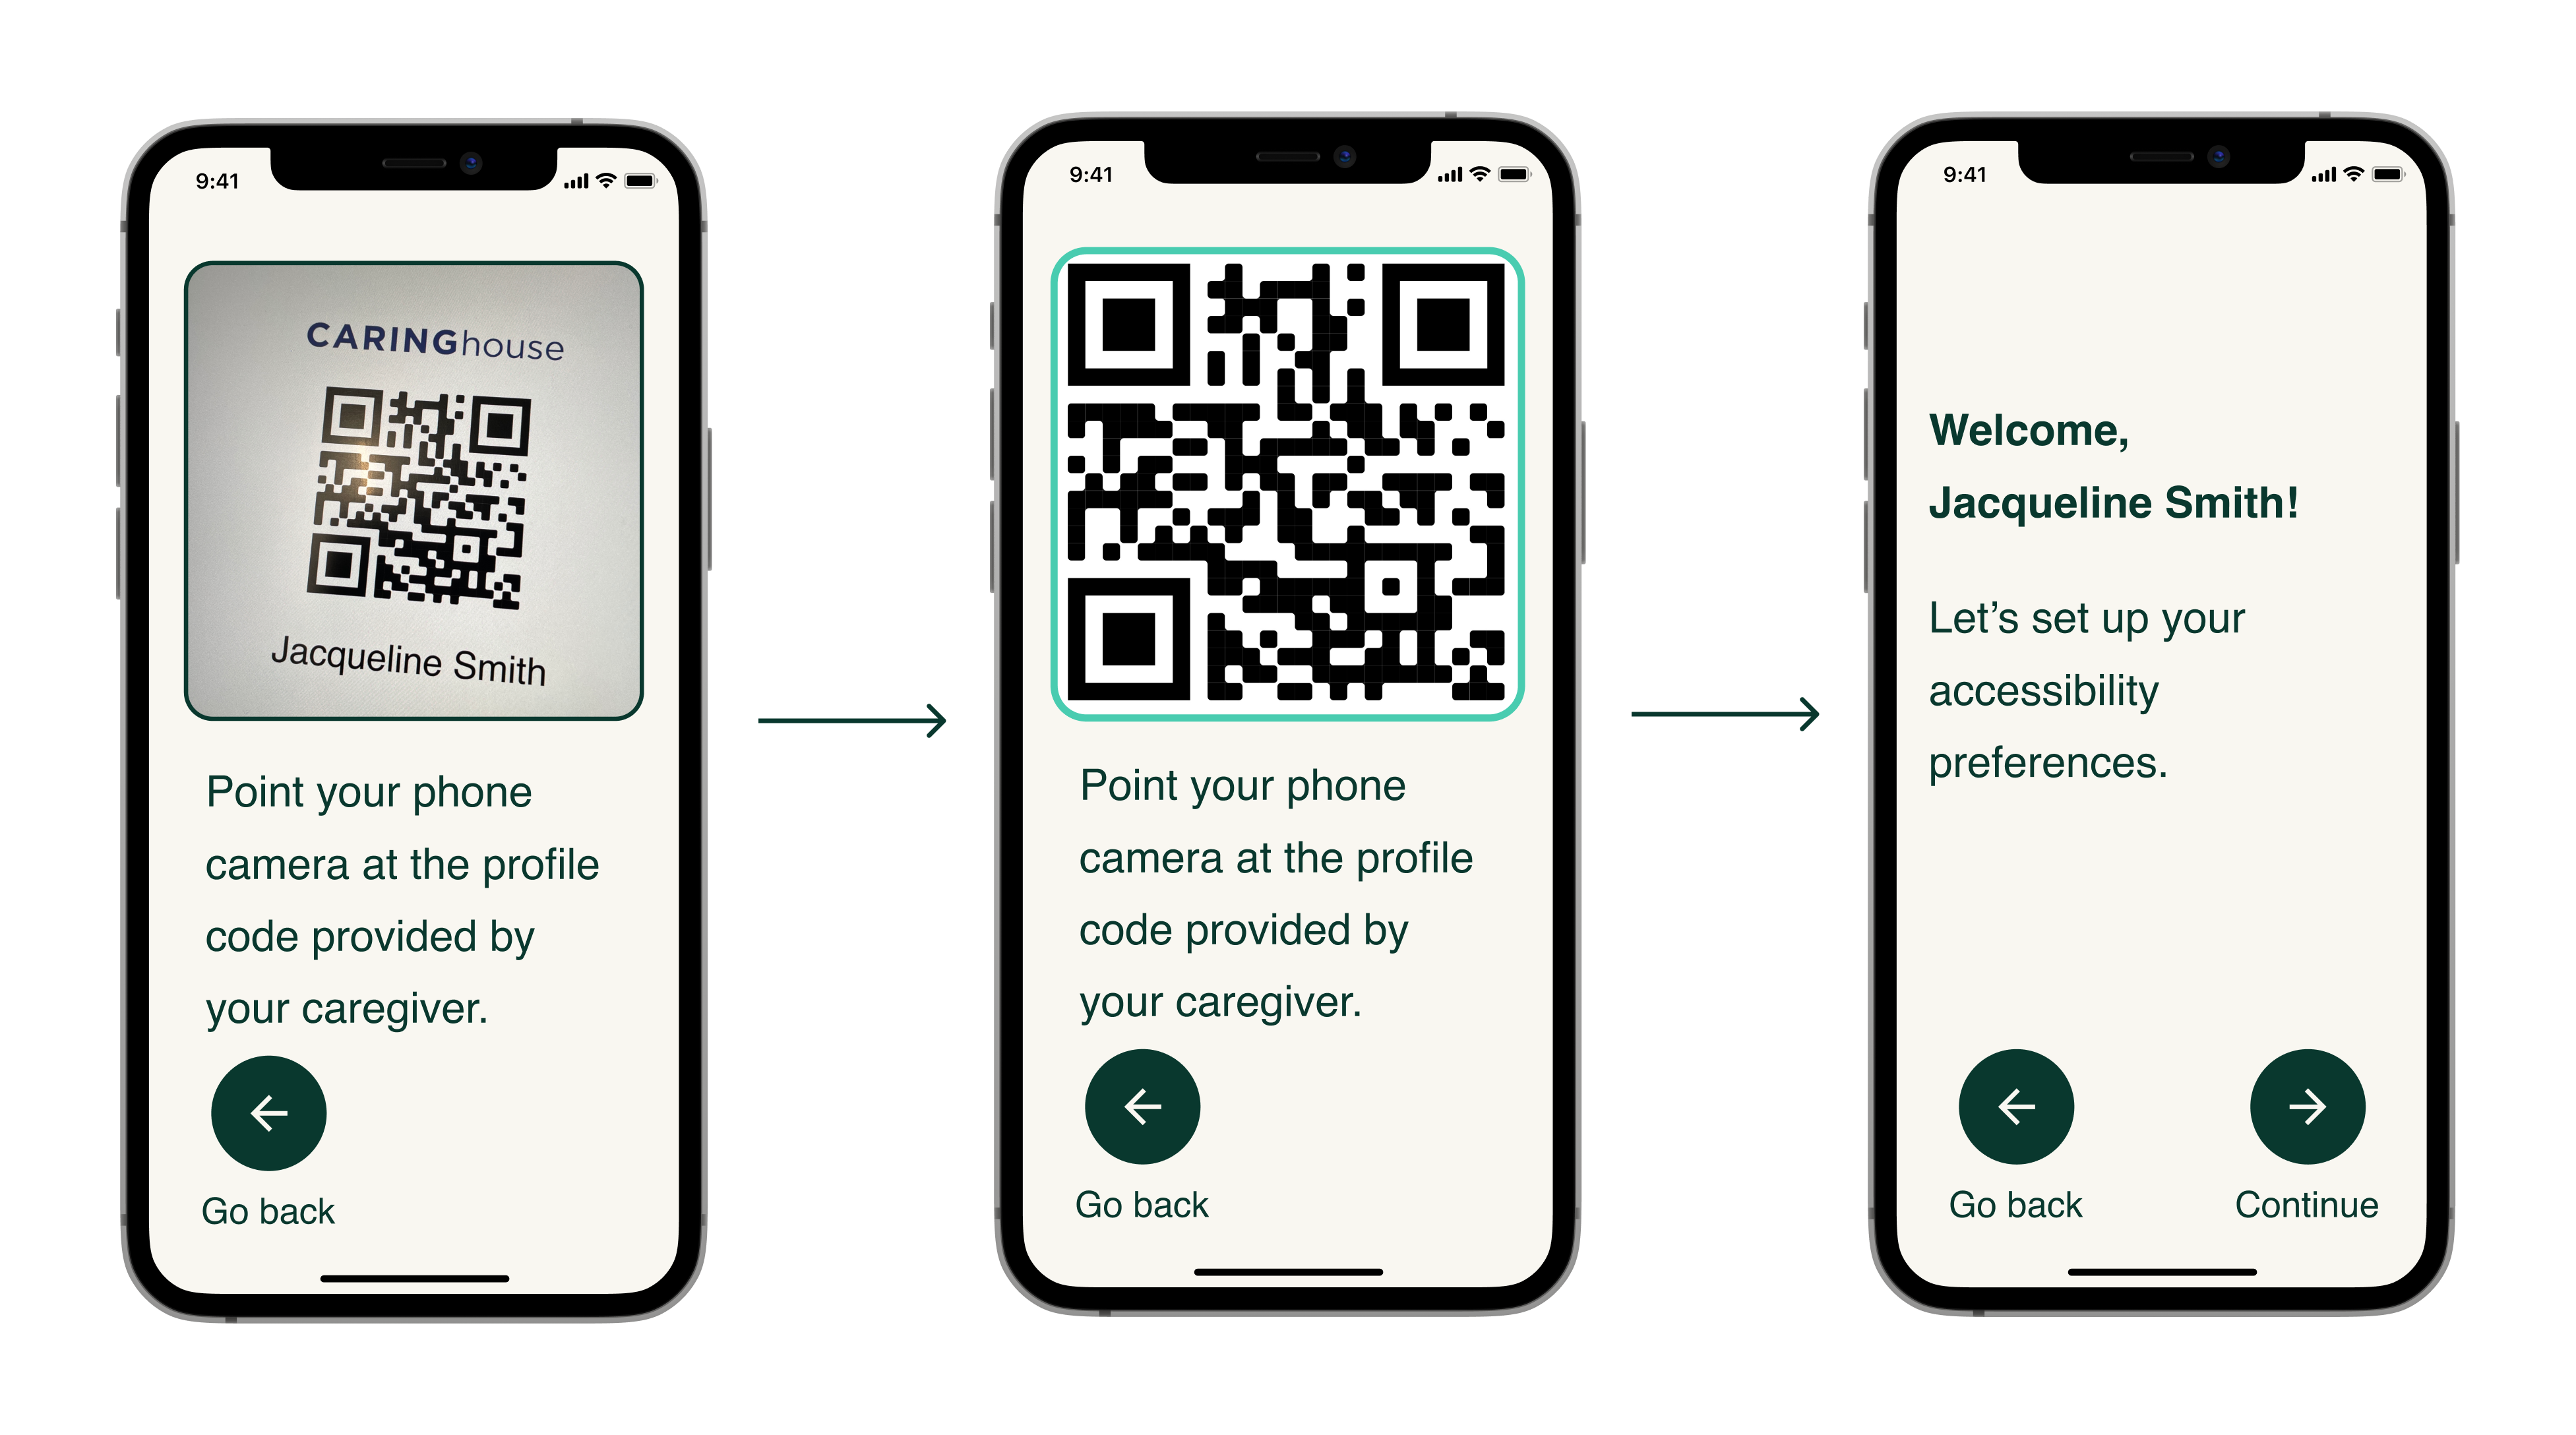 9:41
CARINGhouse
Jacqueline Smith
Point your phone
camera at the profile
code provided by
your caregiver.
Go back
9:41
Point your phone
camera at the profile
code provided by
your caregiver.
Go back
9:41
Welcome,
Jacqueline Smith!
Let’s set up your
accessibility
preferences.
Go back
Continue